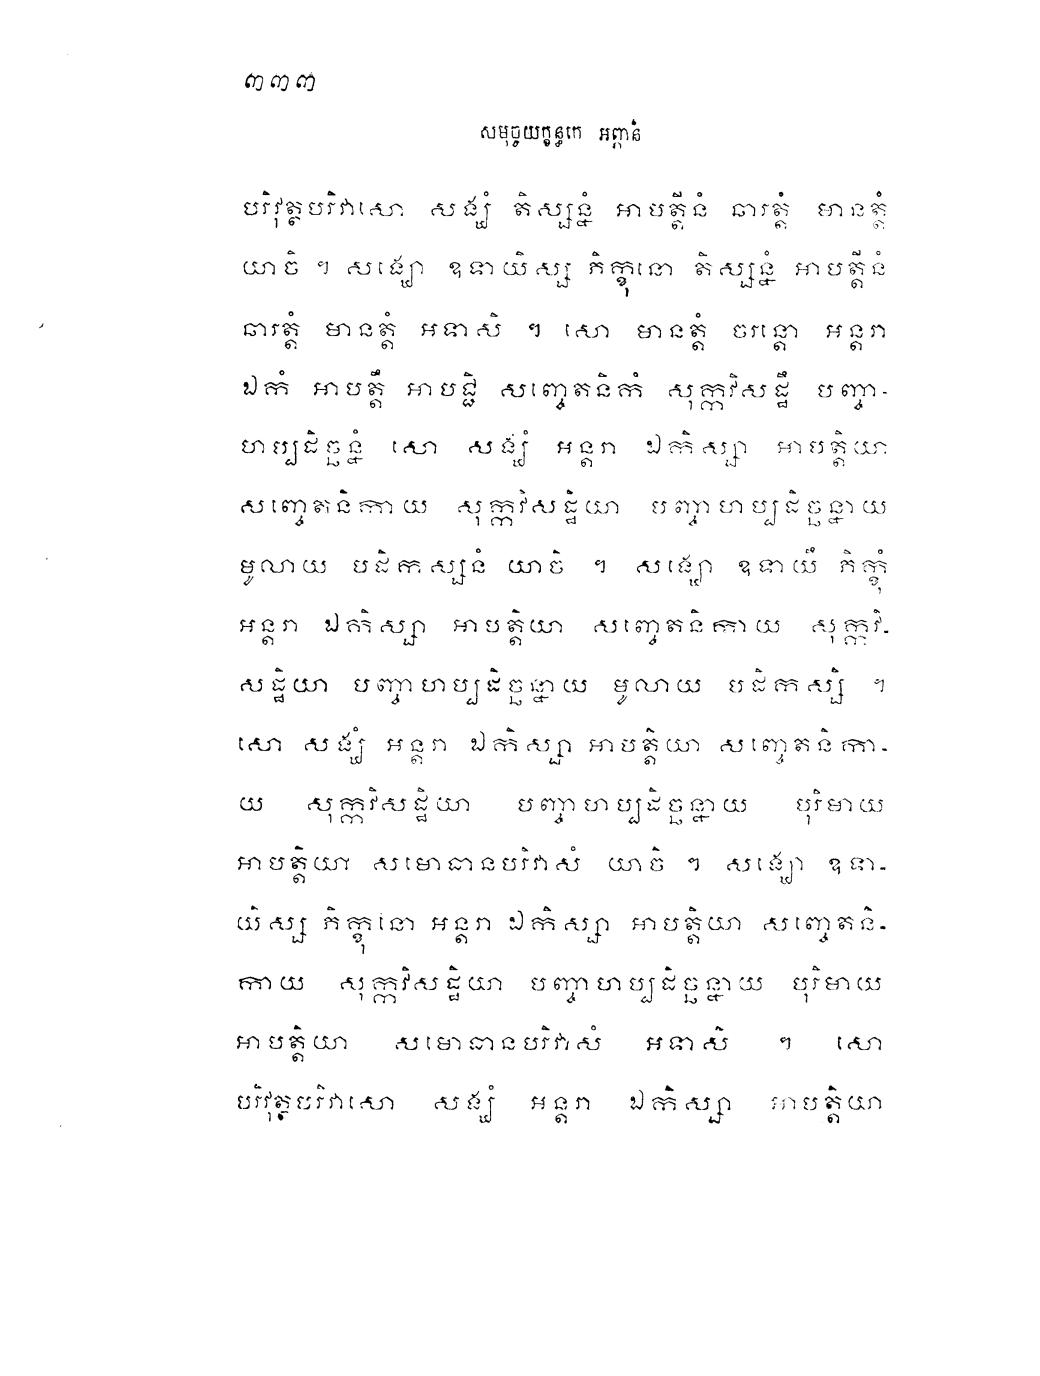 ៣៣៣
សមុច្ចយក្ខន្ធកេ អព្ភានំ
បរិវុត្ថបរិវាសោ សង្ឃំ តិស្សន្នំ អាបត្តីនំ ឆារត្តំ មានត្តំ
យាចិ ។ សង្ឃោ ឧទាយិស្ស ភិក្ខុនោ តិស្សន្នំ អាបត្តីនំ
ឆារត្តំ មានត្តំ អទាសិ ។ សោ មានត្តំ ចរន្តោ អន្តរា
ឯកំ អាបត្តឹ អាបជ្ជិ សញ្ចេតនិកំ សុក្កវិសដ្ឋឹ បញ្ចា-
ហប្បដិច្ឆន្នំ សោ សង្ឃំ អន្តរា ឯកិស្សា អាបត្តិយា
សញ្ចេតនិកាយ សុក្កវិសដ្ឋិយា បញ្ចាហប្បដិច្ឆន្នាយ
មូលាយ បដិកស្សនំ យាចិ ។ សង្ឃោ ឧទាយឹ ភិក្ខុំ
អន្តរា ឯកិស្សា អាបត្តិយា សញ្ចេតនិកាយ សុក្កវិ-
សដ្ឋិយា បញ្ចាហប្បដិច្ឆន្នាយ មូលាយ បដិកស្សិ ។
សោ សង្ឃំ អន្តរា ឯកិស្សា អាបត្តិយា សញ្ចេតនិកា-
យ សុក្កវិសដ្ឋិយា បញ្ចាហប្បដិច្ឆន្នាយ បុរិមាយ
អាបត្តិយា សមោធានបរិវាសំ យាចិ ។ សង្ឃោ ឧទា-
យិស្ស ភិក្ខុនោ អន្តរា ឯកិស្សា អាបត្តិយា សញ្ចេតនិ-
កាយ សុក្កវិសដ្ឋិយា បញ្ចាហប្បដិច្ឆន្នាយ បុរិមាយ
អាបត្តិយា សមោធានបរិវាសំ អទាសិ ។ សោ
បរិវុត្ថបរិវាសោ សង្ឃំ អន្តរា ឯកិស្សា អាបត្តិយា